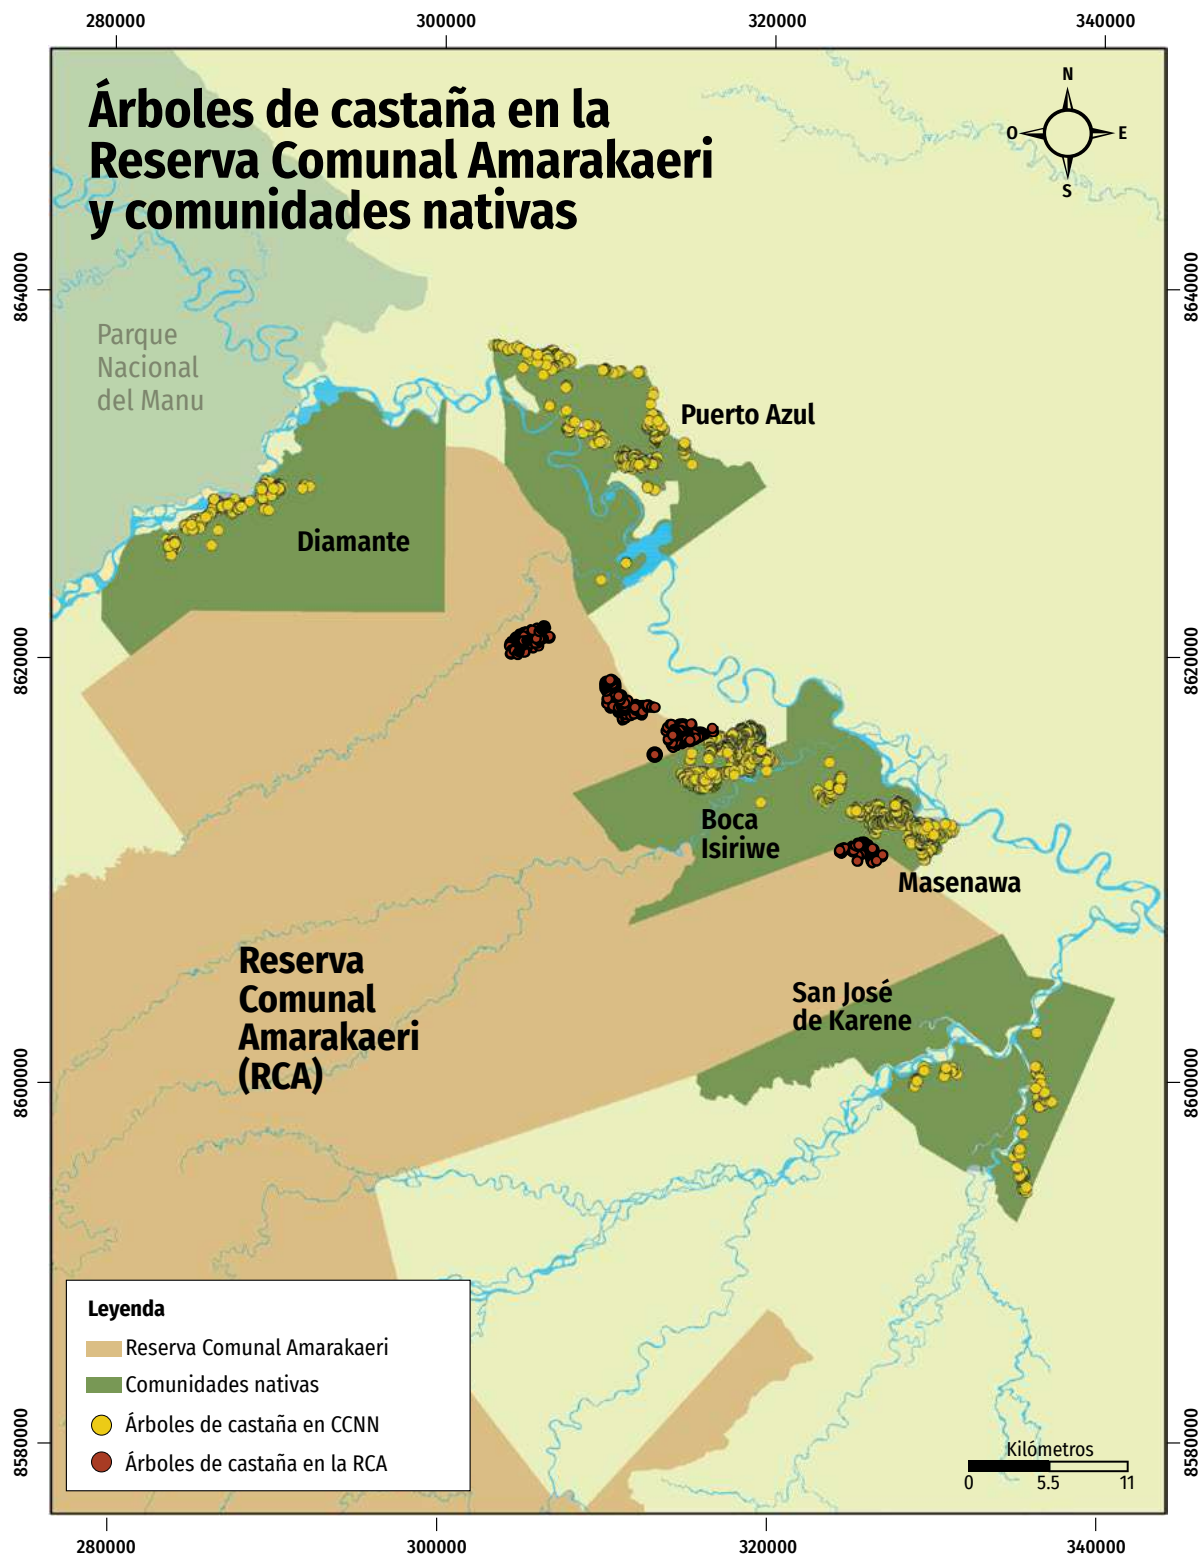 280000
300000
320000
340000
Árboles de castaña en la
Reserva Comunal Amarakaeri
y comunidades nativas
N
O
E
S
8640000
8640000
Parque
Nacional
del Manu
Puerto Azul
Diamante
8620000
8620000
Boca
Isiriwe
Masenawa
Reserva
Comunal
Amarakaeri
(RCA)
San José
de Karene
8600000
8600000
Leyenda
Reserva Comunal Amarakaeri
Comunidades nativas
Árboles de castaña en CCNN
Árboles de castaña en la RCA
8580000
8580000
Kilómetros
0
5.5
11
280000
300000
320000
340000